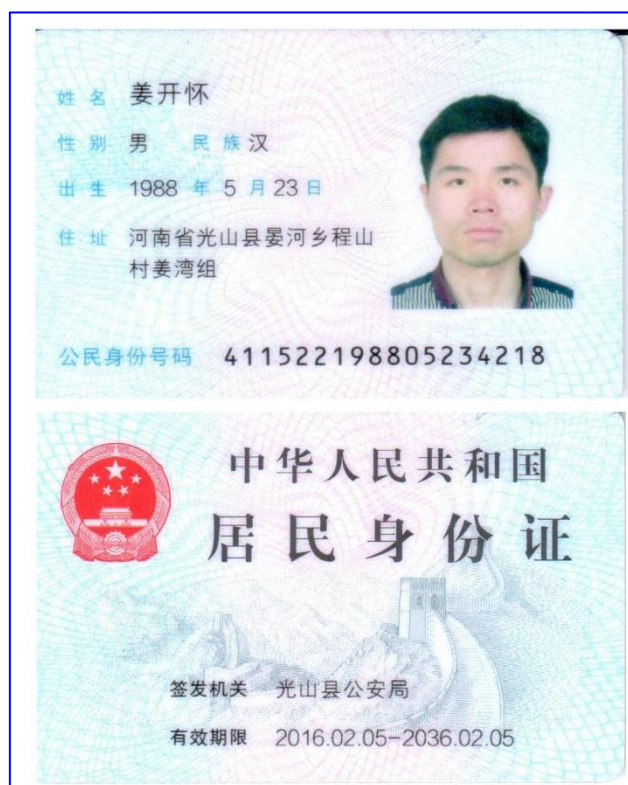 姓名 姜开怀
性别 男 民族 汉
出生 1988 年 5 月 23 日
住址 河南省光山县晏河乡程山
村姜湾组
公民身份号码 411522198805234218
中华人民共和国
居民身份证
签发机关 光山县公安局
有效期限 2016.02.05-2036.02.05